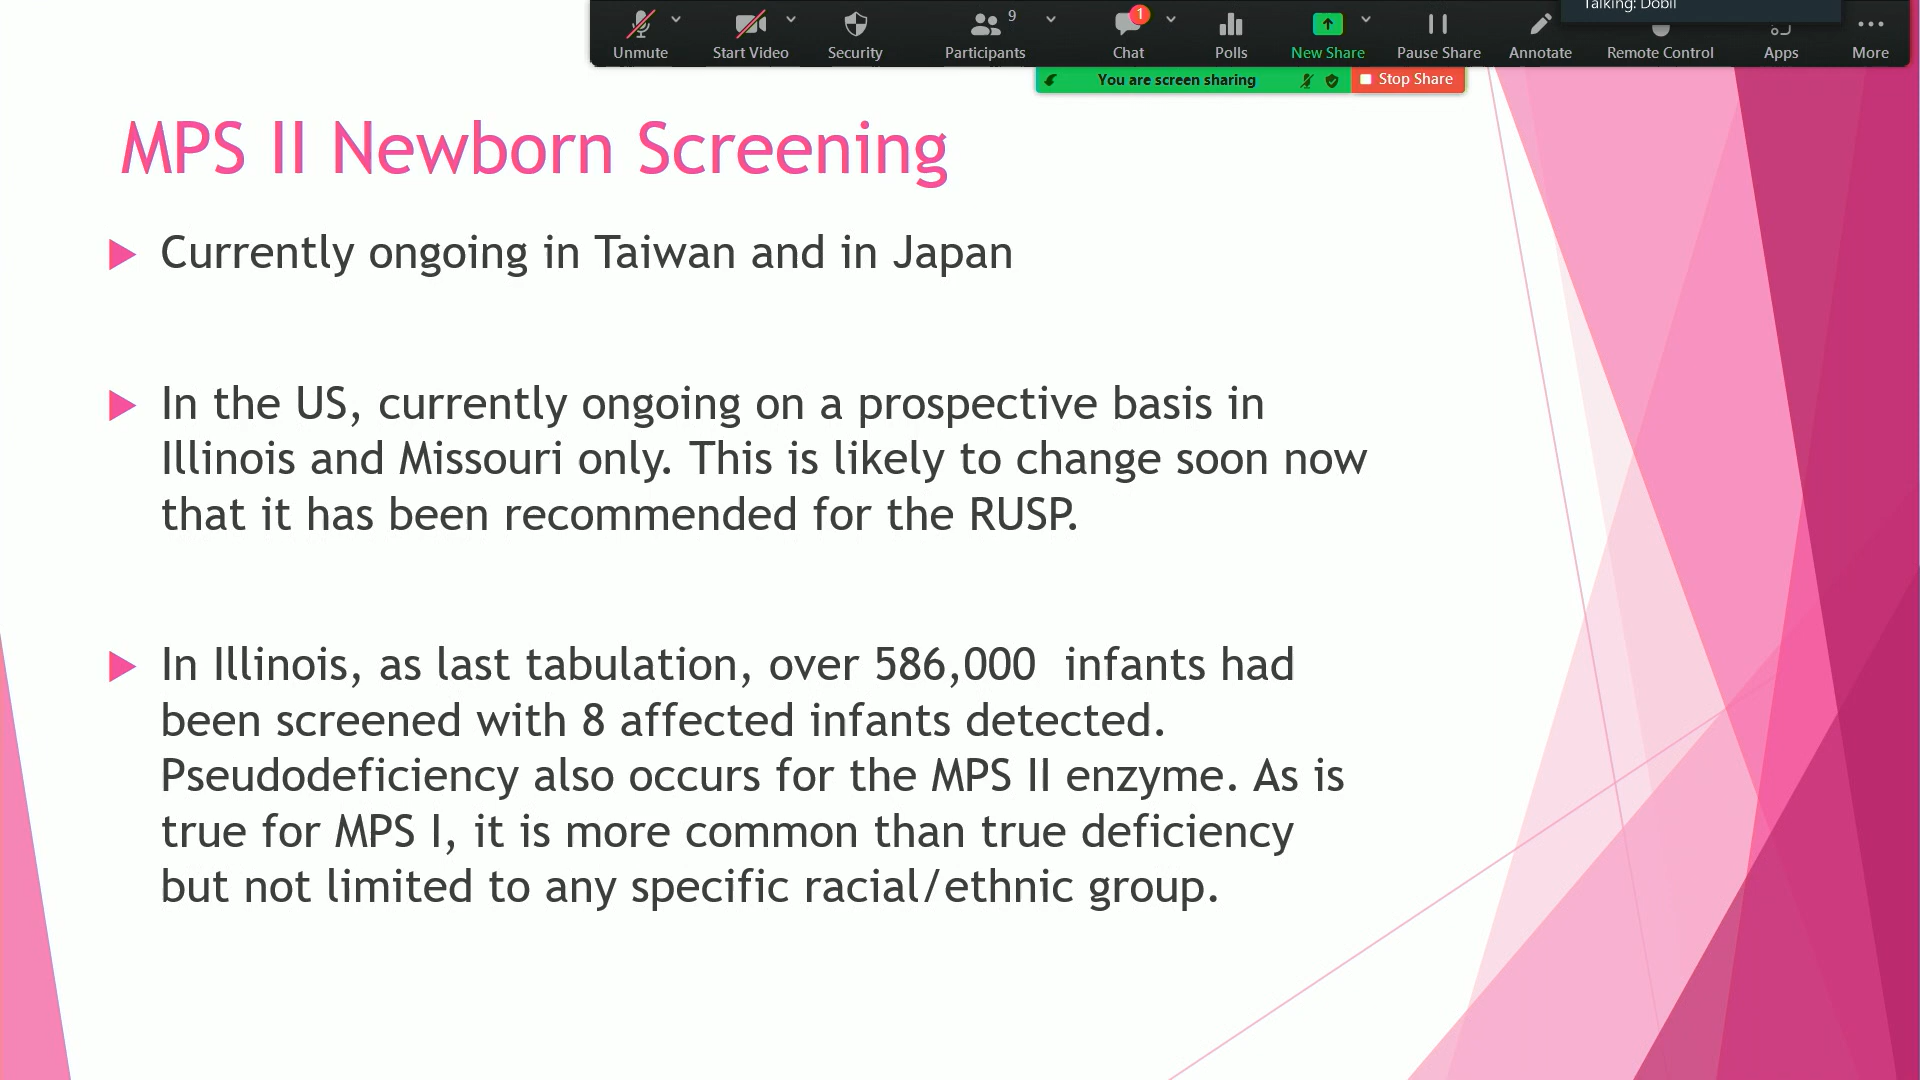 Talking: Dobil
9
1
Unmute Start Video Security Participants Chat Polls New Share Pause Share Annotate Remote Control Apps More
You are screen sharing Stop Share
MPS II Newborn Screening
Currently ongoing in Taiwan and in Japan
In the US, currently ongoing on a prospective basis in
Illinois and Missouri only. This is likely to change soon now
that it has been recommended for the RUSP.
In Illinois, as last tabulation, over 586,000 infants had
been screened with 8 affected infants detected.
Pseudodeficiency also occurs for the MPS II enzyme. As is
true for MPS I, it is more common than true deficiency
but not limited to any specific racial/ethnic group.